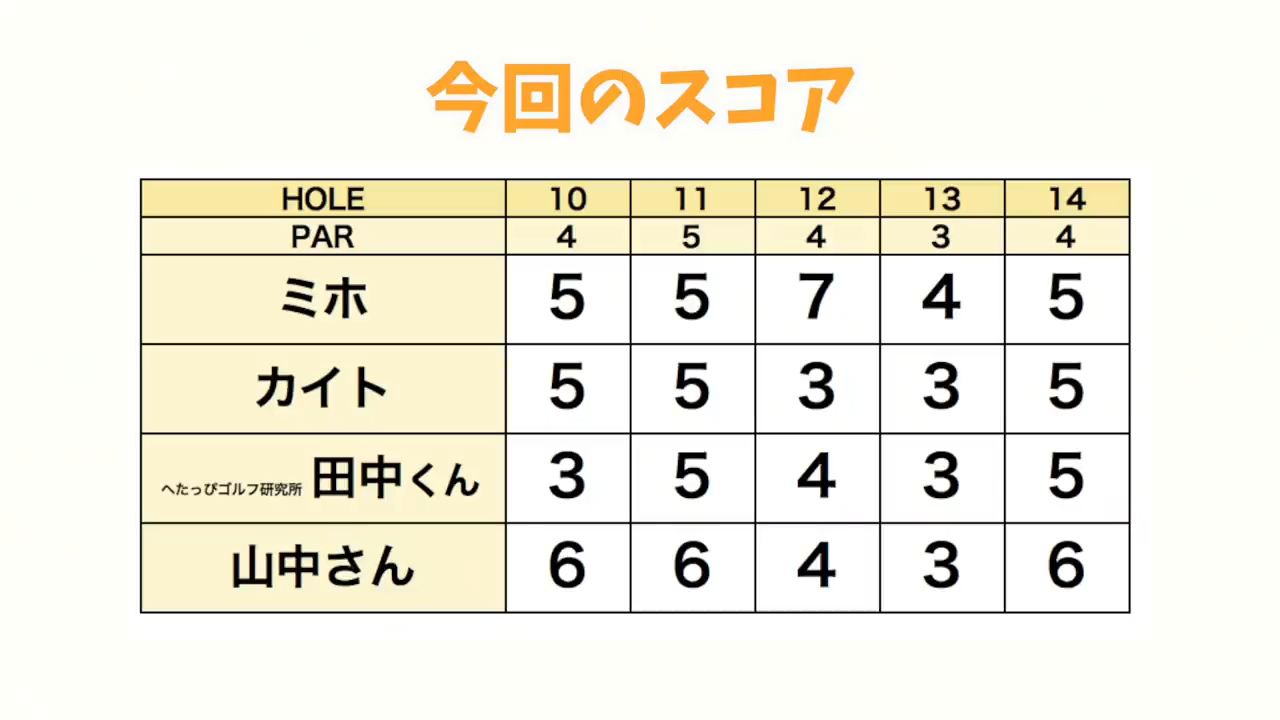 今回のスコア
HOLE 10 11 12 13 14
PAR 4 5 4 3 4
ミホ 5 5 7 4 5
カイト 5 5 3 3 5
へたっぴゴルフ研究所 田中くん 3 5 4 3 5
山中さん 6 6 4 3 6